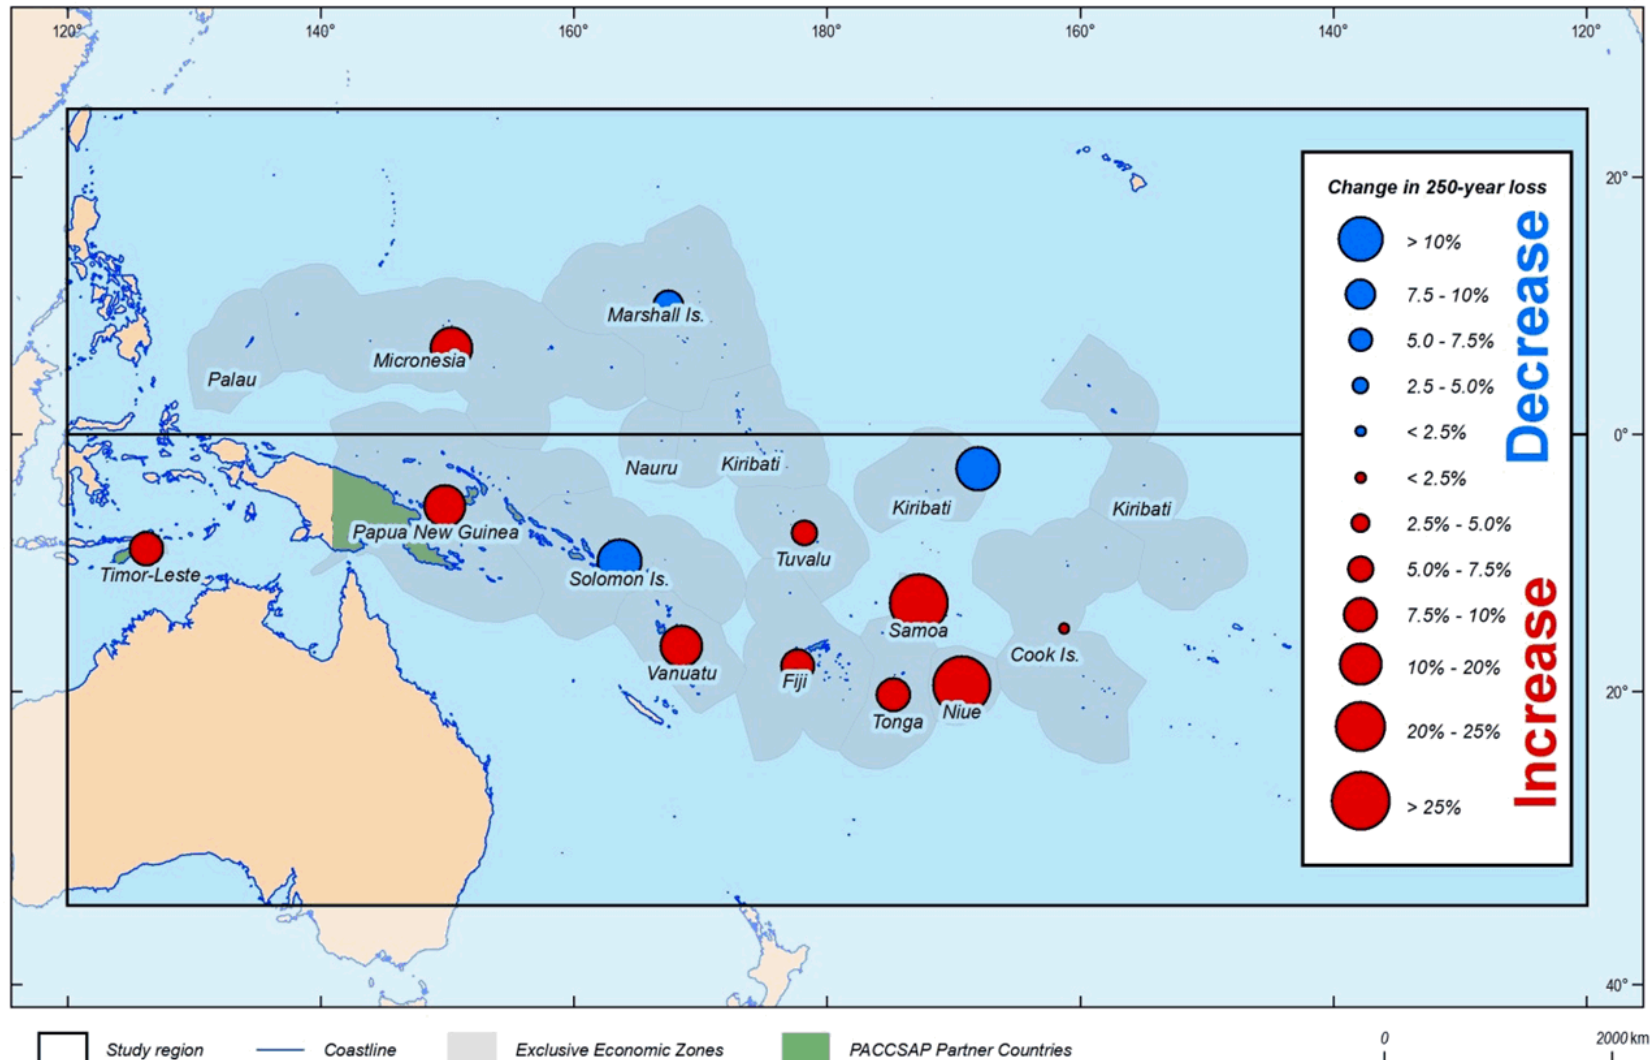 120° 140° 160° 180° 160° 140° 120°
20°
Change in 250-year loss
> 10%
7.5 - 10%
5.0 - 7.5%
2.5 - 5.0%
< 2.5%
Decrease
< 2.5%
2.5% - 5.0%
5.0% - 7.5%
7.5% - 10%
10% - 20%
20% - 25%
> 25%
Increase
Marshall Is.
Micronesia
Palau
0°
Nauru
Kiribati
Kiribati
Kiribati
Papua New Guinea
Tuvalu
Timor-Leste
Solomon Is.
Samoa
Cook Is.
Vanuatu
Fiji
Tonga
Niue
20°
40°
Study region
Coastline
Exclusive Economic Zones
PACCSAP Partner Countries
0 2000 km